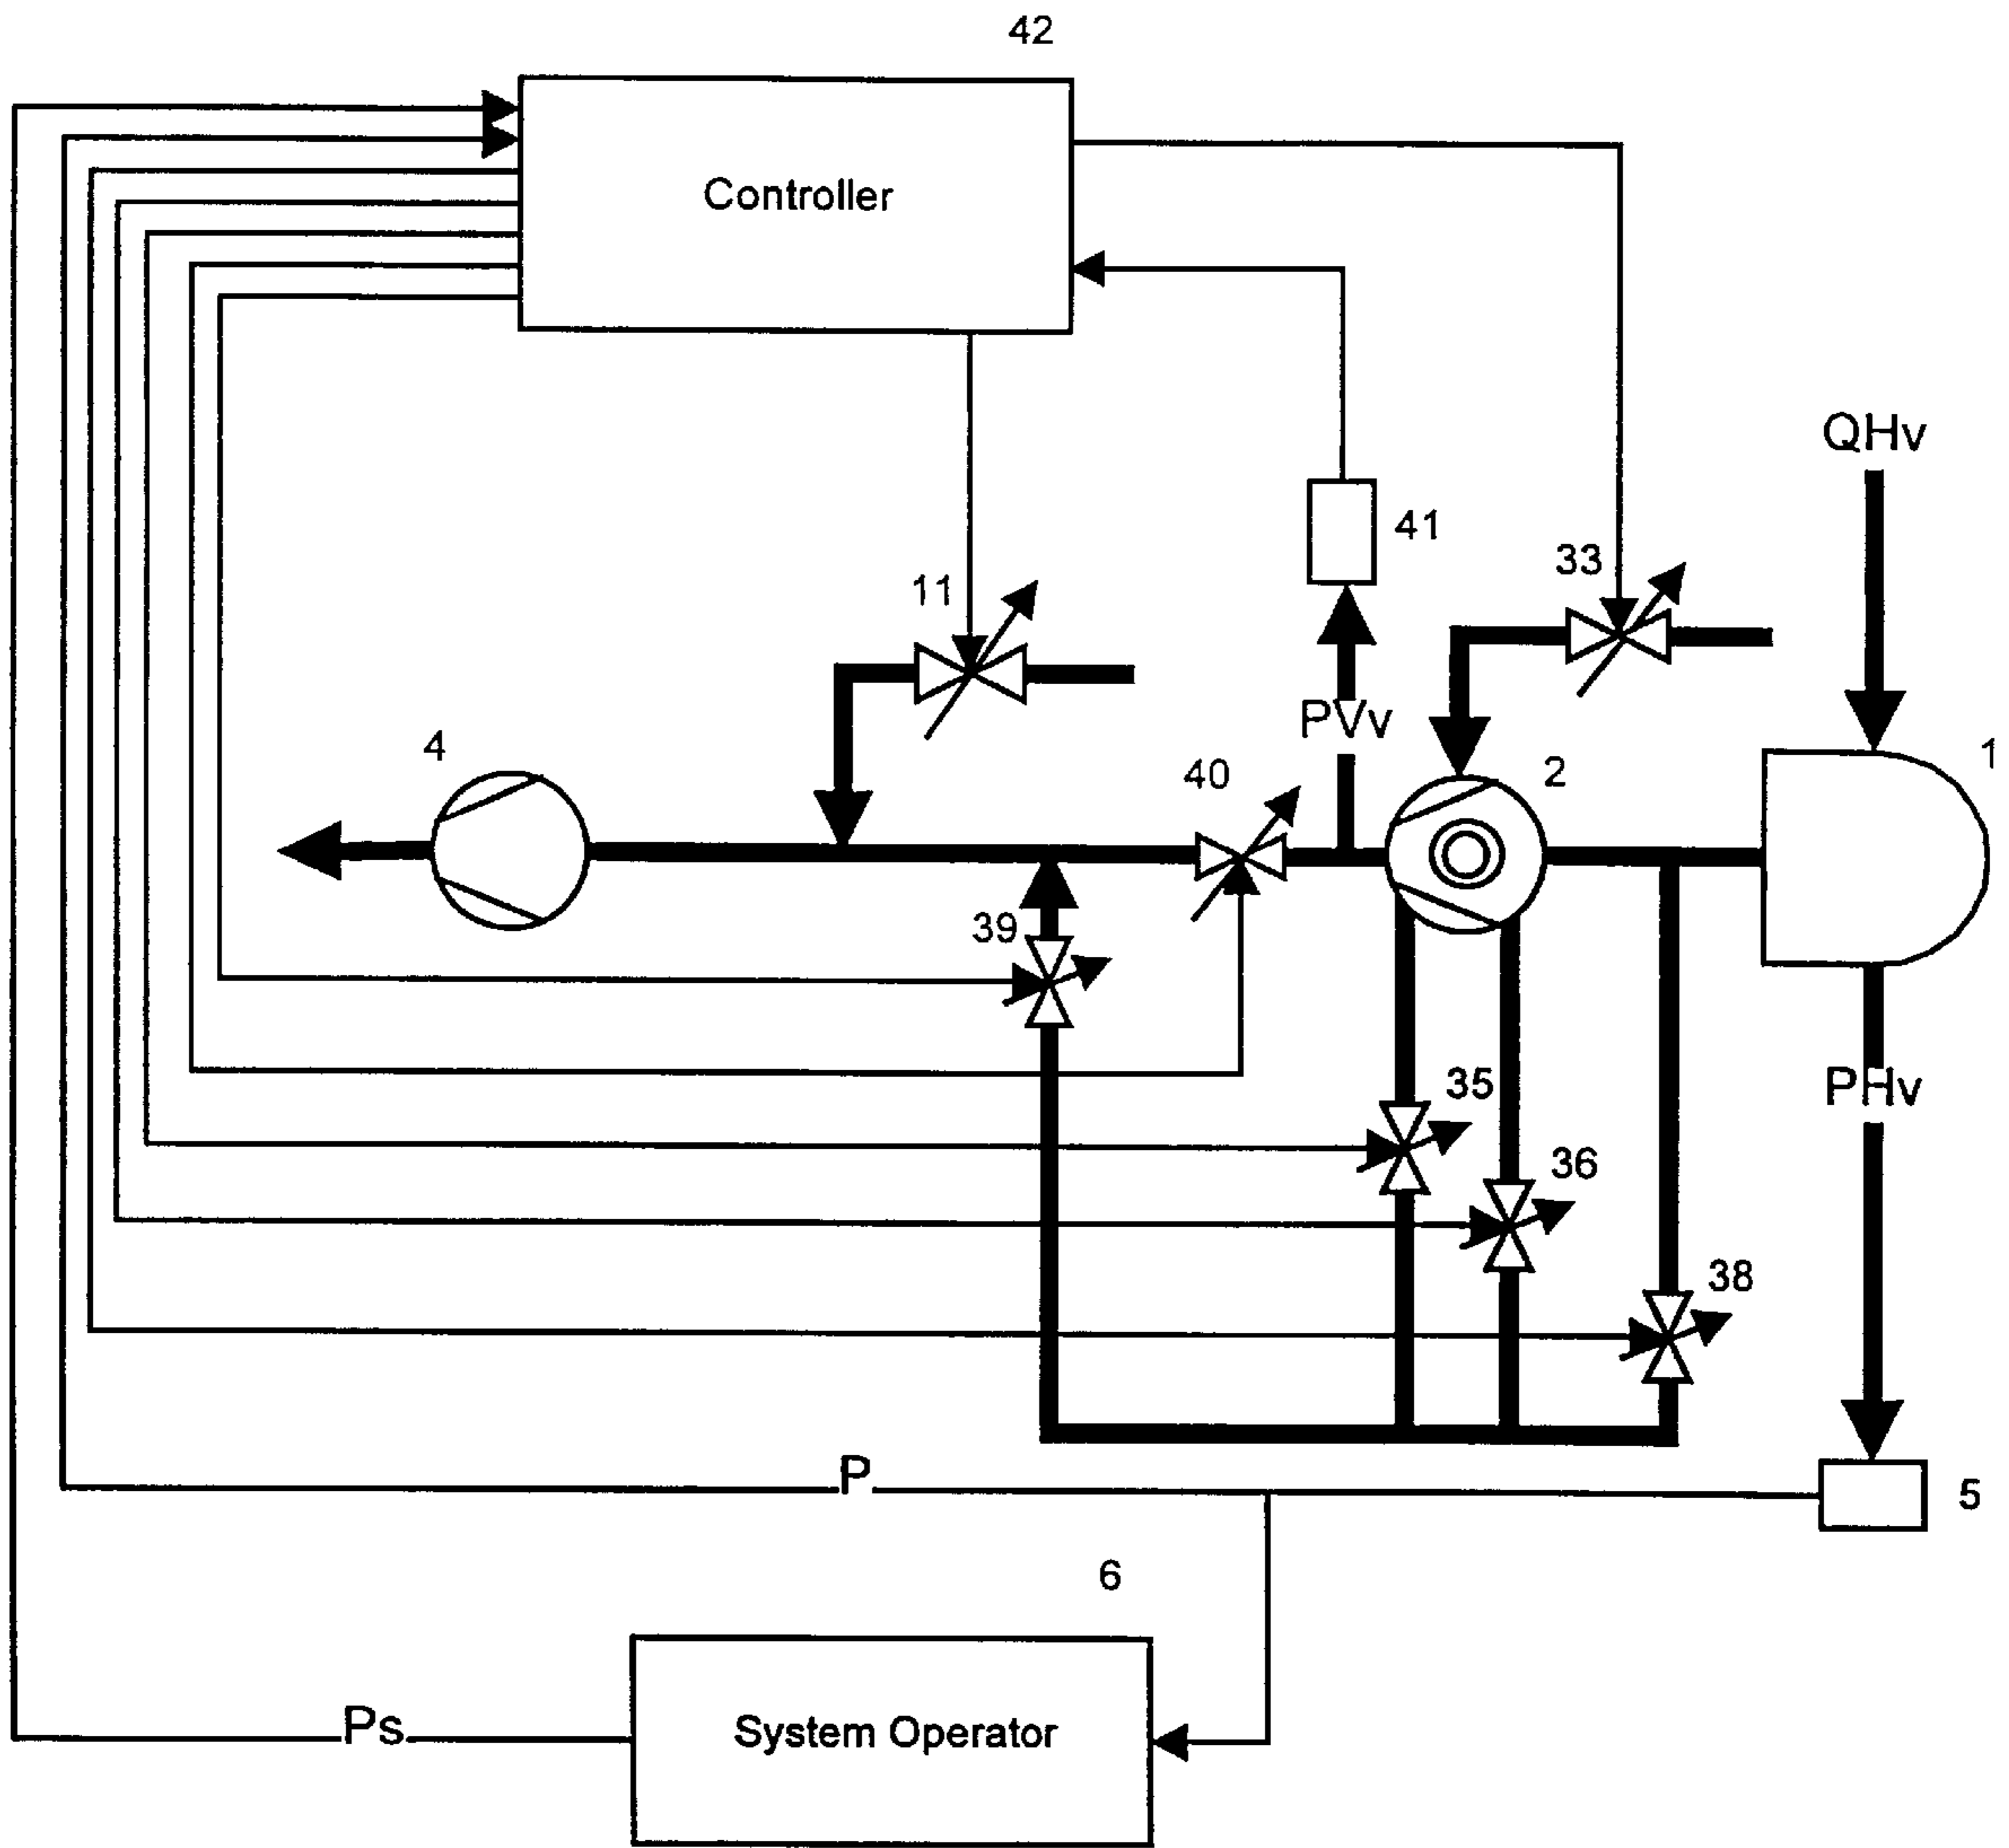 42
Controller
QHv
41
33
11
PVv
1
4
2
40
39
35
PHv
36
38
P
5
6
Ps
System Operator